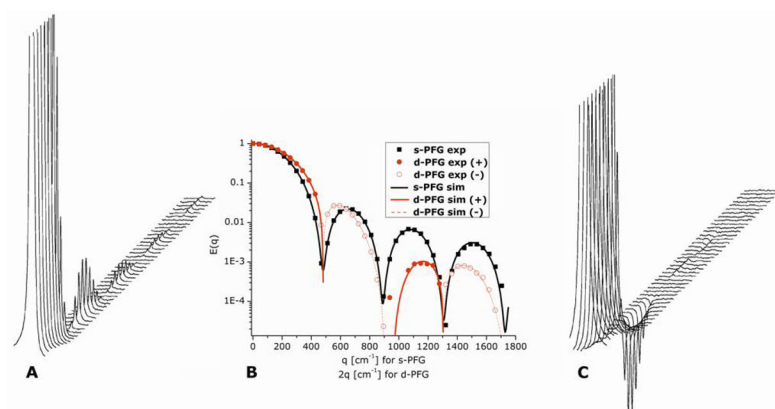 s-PFG exp
d-PFG exp (+)
d-PFG exp (-)
s-PFG sim
d-PFG sim (+)
d-PFG sim (-)
1
0.1
0.01
1E-3
1E-4
E(q)
0 200 400 600 800 1000 1200 1400 1600 1800
q [cm⁻¹] for s-PFG
2q [cm⁻¹] for d-PFG
A B C